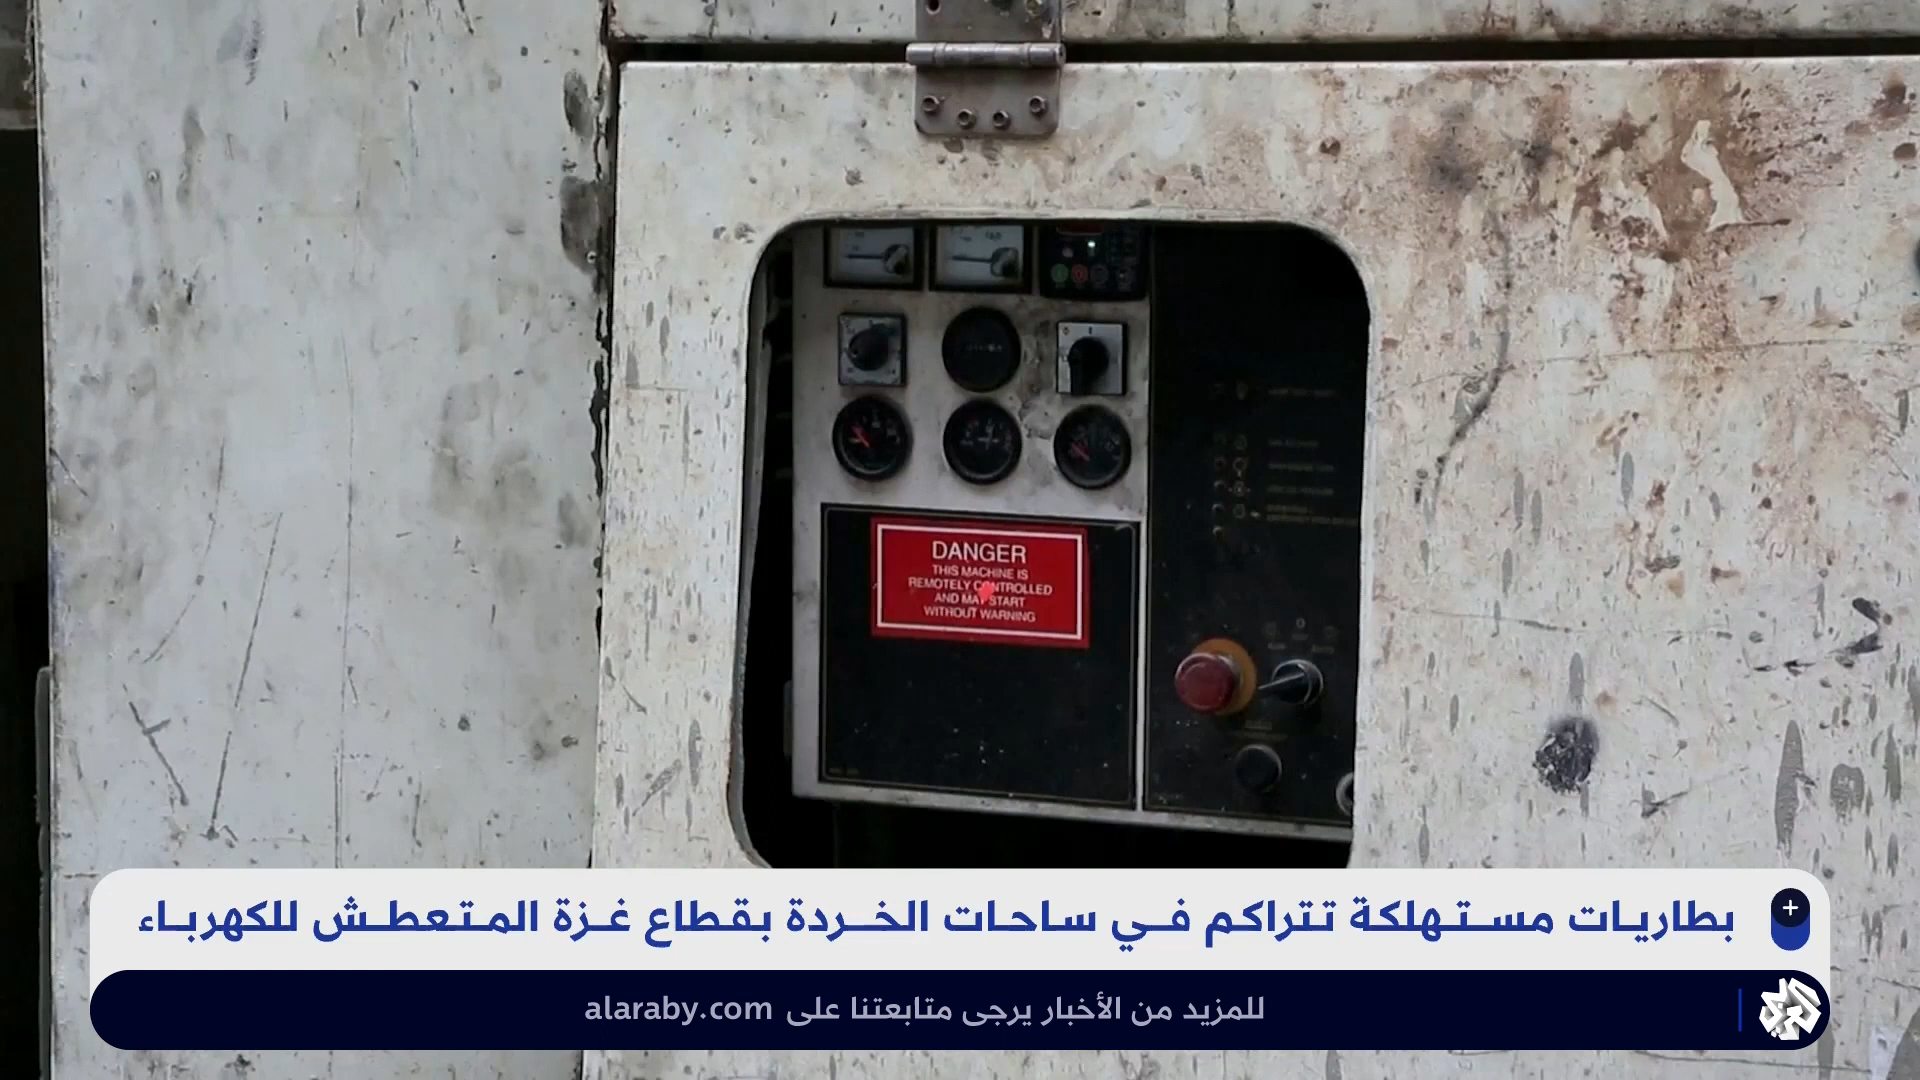 DANGER
THIS MACHINE IS
REMOTELY CONTROLLED
AND MAY START
WITHOUT WARNING
بطاريات مستهلكة تتراكم في ساحات الخردة بقطاع غزة المتعطش للكهرباء
للمزيد من الأخبار يرجى متابعتنا على alaraby.com